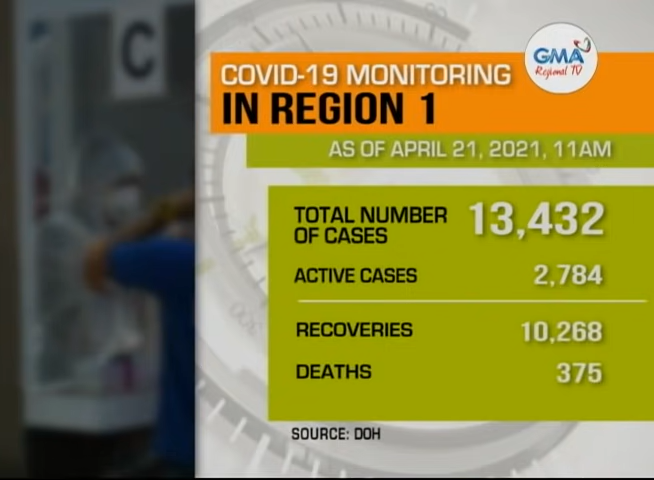 C
GMA
Regional TV
COVID-19 MONITORING
IN REGION 1
AS OF APRIL 21, 2021, 11AM
TOTAL NUMBER
OF CASES
13,432
ACTIVE CASES 2,784
RECOVERIES 10,268
DEATHS 375
SOURCE: DOH